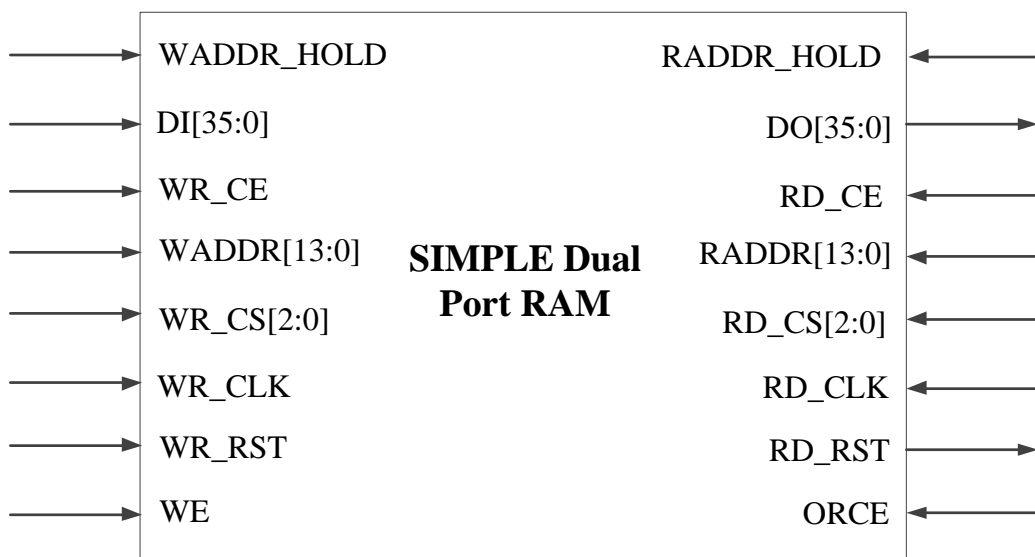 WADDR_HOLD
DI[35:0]
WR_CE
WADDR[13:0]
WR_CS[2:0]
WR_CLK
WR_RST
WE
SIMPLE Dual
Port RAM
RADDR_HOLD
DO[35:0]
RD_CE
RADDR[13:0]
RD_CS[2:0]
RD_CLK
RD_RST
ORCE